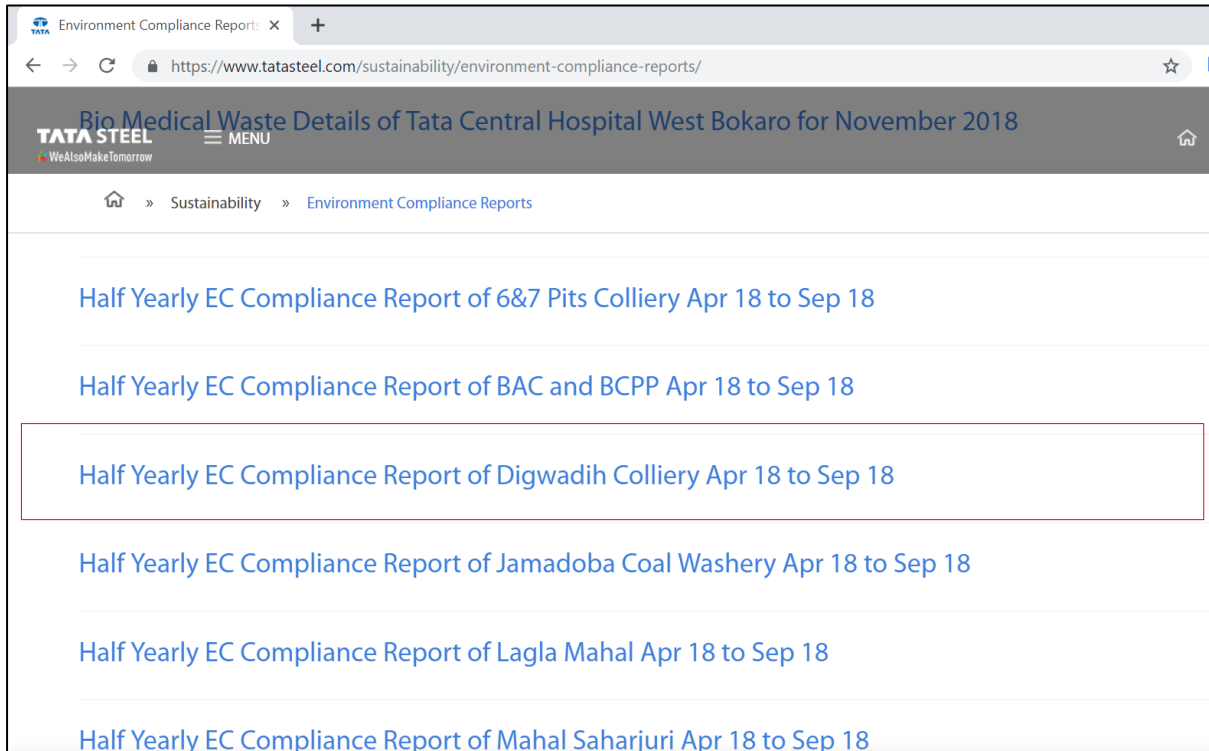 TATA
Environment Compliance Reports
https://www.tatasteel.com/sustainability/environment-compliance-reports/
Bio Medical Waste Details of Tata Central Hospital West Bokaro for November 2018
TATA STEEL
WeAlsoMakeTomorrow
MENU
» Sustainability » Environment Compliance Reports
Half Yearly EC Compliance Report of 6&7 Pits Colliery Apr 18 to Sep 18
Half Yearly EC Compliance Report of BAC and BCPP Apr 18 to Sep 18
Half Yearly EC Compliance Report of Digwadih Colliery Apr 18 to Sep 18
Half Yearly EC Compliance Report of Jamadoba Coal Washery Apr 18 to Sep 18
Half Yearly EC Compliance Report of Lagla Mahal Apr 18 to Sep 18
Half Yearly EC Compliance Report of Mahal Saharjuri Apr 18 to Sep 18